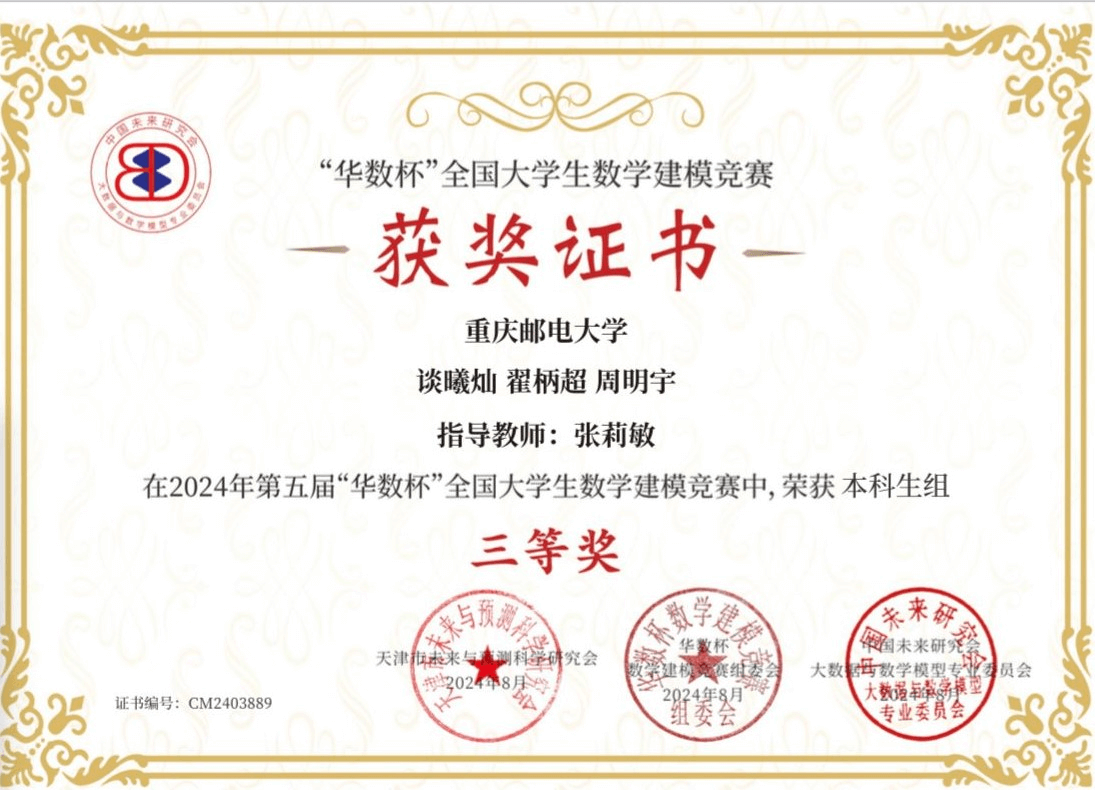 中国未来研究会
大数据与数学模型专业委员会
“华数杯”全国大学生数学建模竞赛
获奖证书
重庆邮电大学
谈曦灿 翟柄超 周明宇
指导教师：张莉敏
在2024年第五届“华数杯”全国大学生数学建模竞赛中, 荣获 本科生组
三等奖
天津市未来与预测科学研究会
天津市未来与预测科学研究会
2024年8月
华数杯数学建模竞赛
华数杯
数学建模竞赛组委会
2024年8月
组委会
中国未来研究会
中国未来研究会
大数据与数学模型专业委员会
大数据与数学模型
2024年8月
专业委员会
证书编号：CM2403889